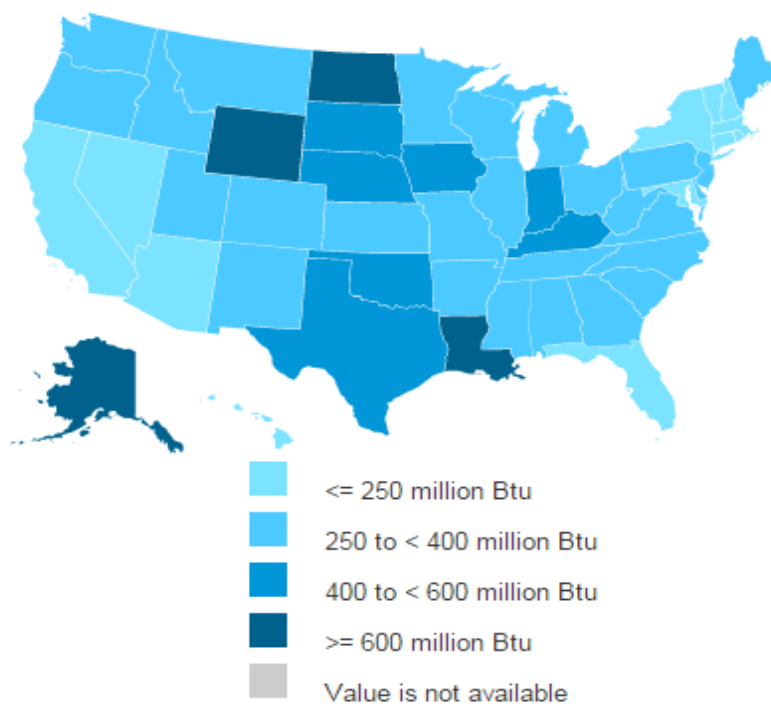 <= 250 million Btu
250 to < 400 million Btu
400 to < 600 million Btu
>= 600 million Btu
Value is not available